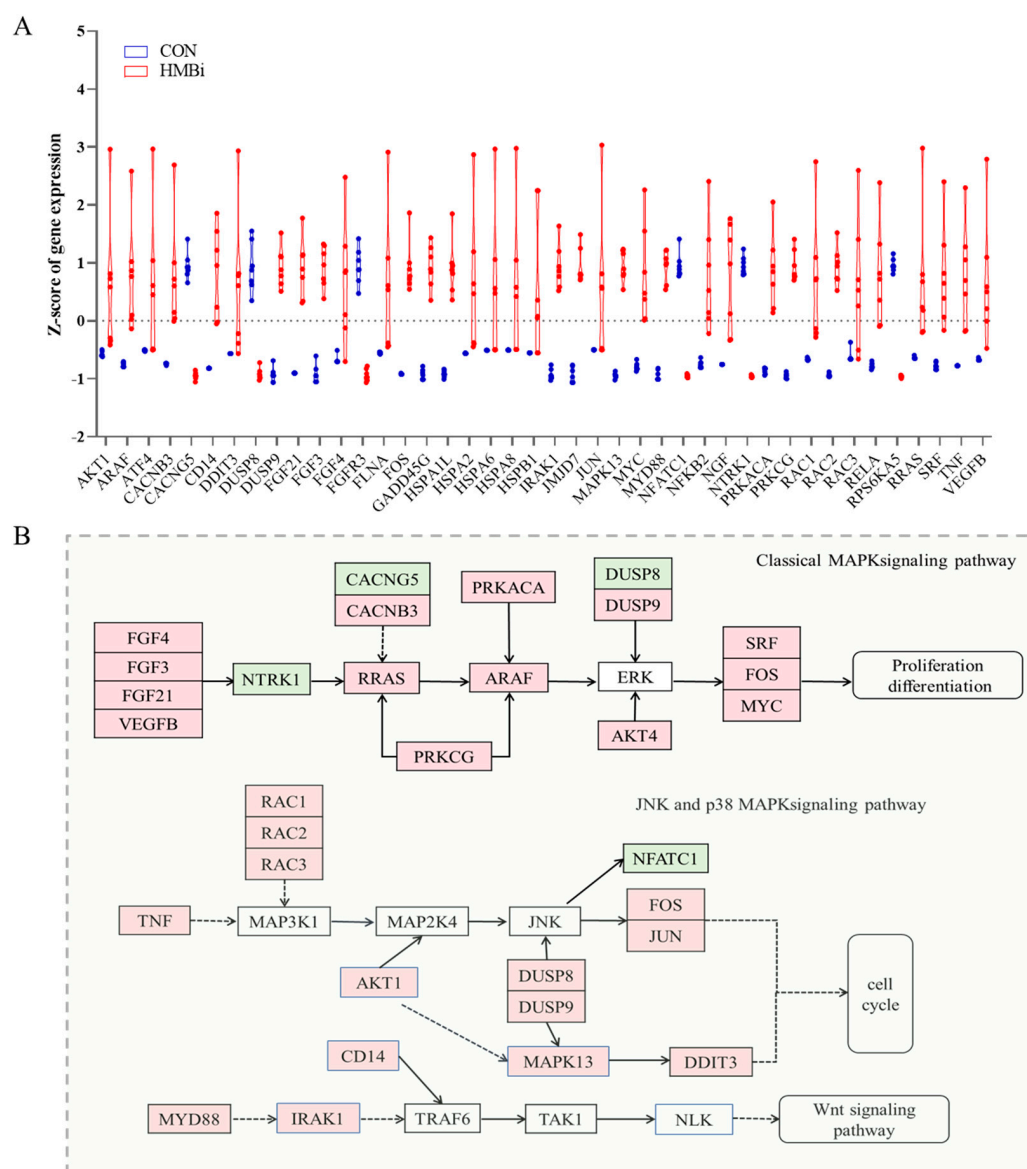 A
CON
HMBi
Z-score of gene expression
5
4
3
2
1
0
-1
-2
AKT1
ARAF
ATF4
CACNB3
CACNG5
CD14
DDIT3
DUSP8
DUSP9
FGF21
FGF3
FGF4
FGFR3
FLNA
FOS
GADD45G
HSPA1L
HSPA2
HSPA6
HSPA8
HSPB1
IRAK1
JMJD7
JUN
MAPK13
MYC
MYD88
NFATC1
NFKB2
NGF
NTRK1
PRKACA
PRKCG
RAC1
RAC2
RAC3
RELA
RPS6KA5
RRAS
SRF
TNF
VEGFB
B
Classical MAPKsignaling pathway
CACNG5
CACNB3
PRKACA
DUSP8
DUSP9
FGF4
FGF3
FGF21
VEGFB
NTRK1
RRAS
ARAF
ERK
SRF
FOS
MYC
Proliferation
differentiation
PRKCG
AKT4
JNK and p38 MAPKsignaling pathway
RAC1
RAC2
RAC3
NFATC1
TNF
MAP3K1
MAP2K4
JNK
FOS
JUN
AKT1
DUSP8
DUSP9
cell
cycle
CD14
MAPK13
DDIT3
MYD88
IRAK1
TRAF6
TAK1
NLK
Wnt signaling
pathway